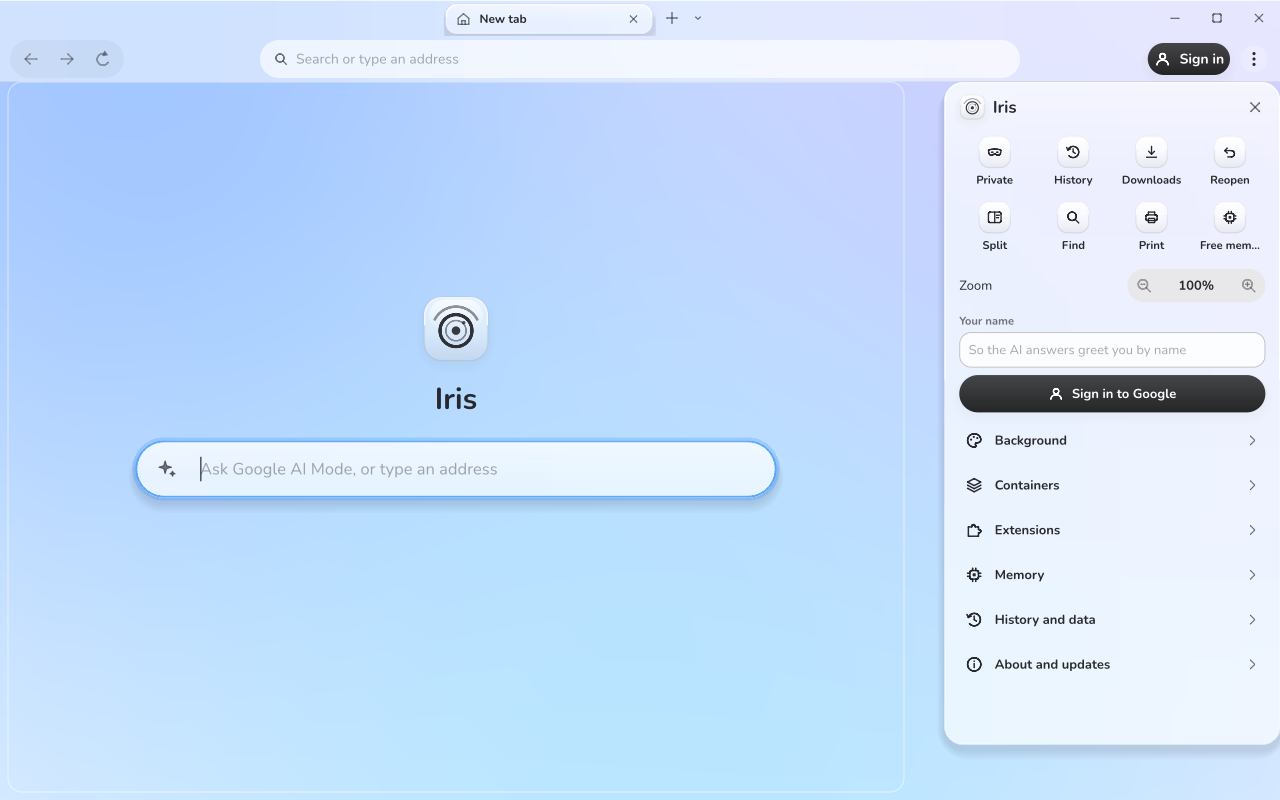 New tab
Search or type an address
Sign in
Iris
Private
History
Downloads
Reopen
Split
Find
Print
Free mem...
Zoom
100%
Your name
So the AI answers greet you by name
Sign in to Google
Background
Containers
Extensions
Memory
History and data
About and updates
Iris
Ask Google AI Mode, or type an address